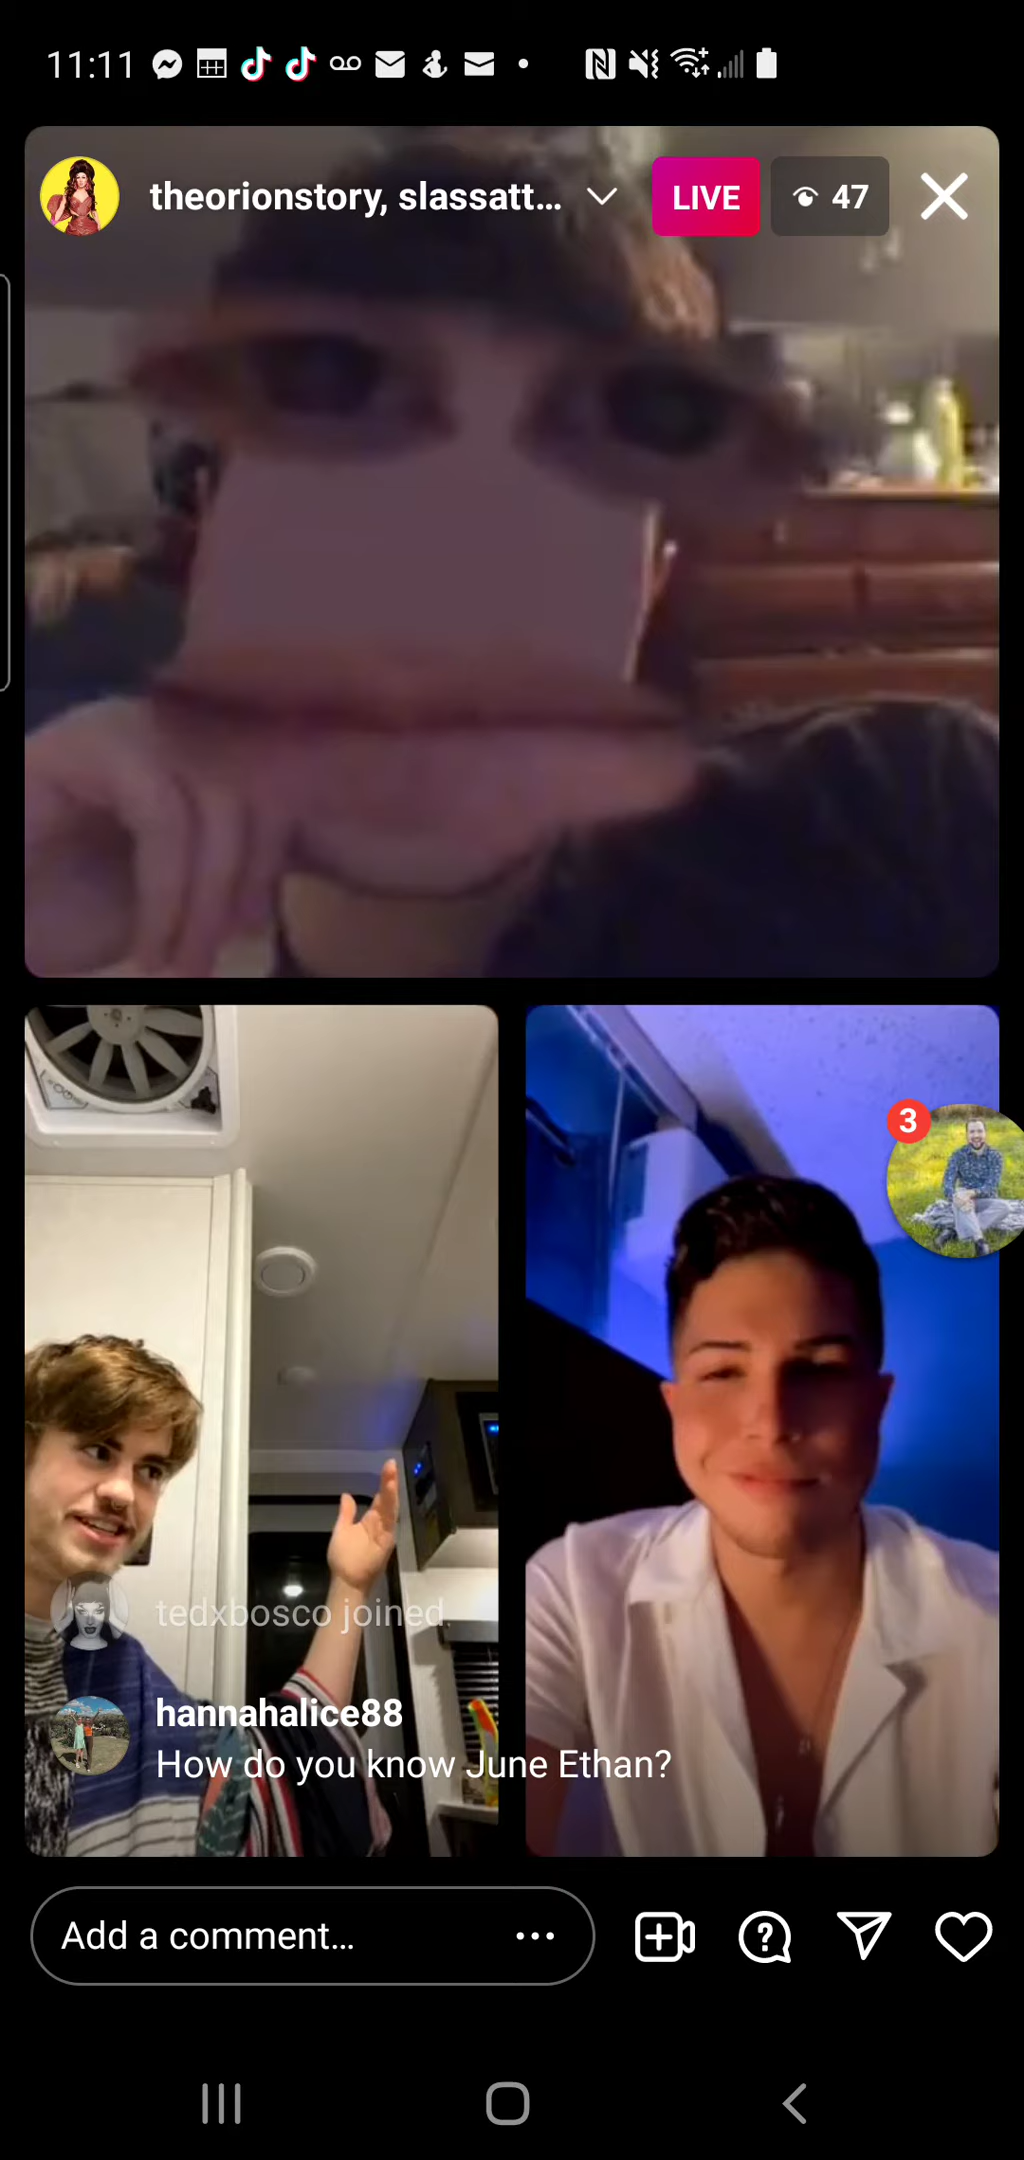 11:11
theorionstory, slassatt...
LIVE
47
3
tedxbosco joined.
hannahalice88
How do you know June Ethan?
Add a comment...